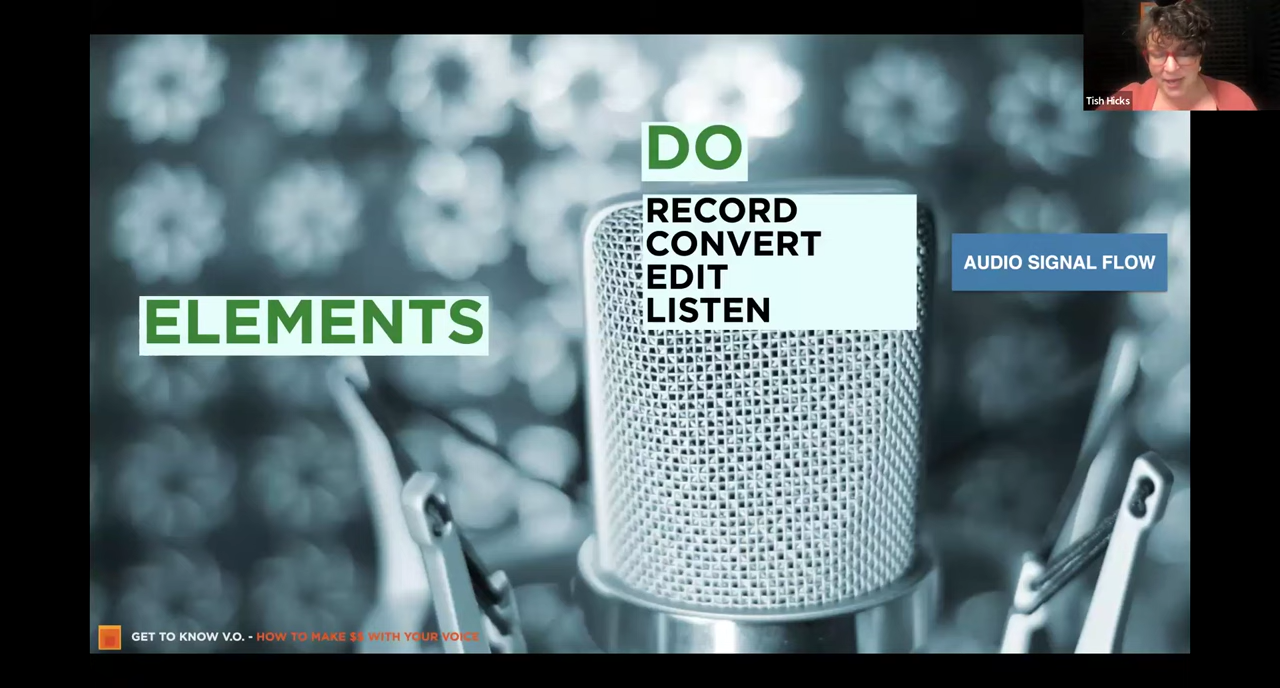 Tish Hicks
DO
RECORD
CONVERT
EDIT
LISTEN
AUDIO SIGNAL FLOW
ELEMENTS
GET TO KNOW V.O. - HOW TO MAKE $$ WITH YOUR VOICE